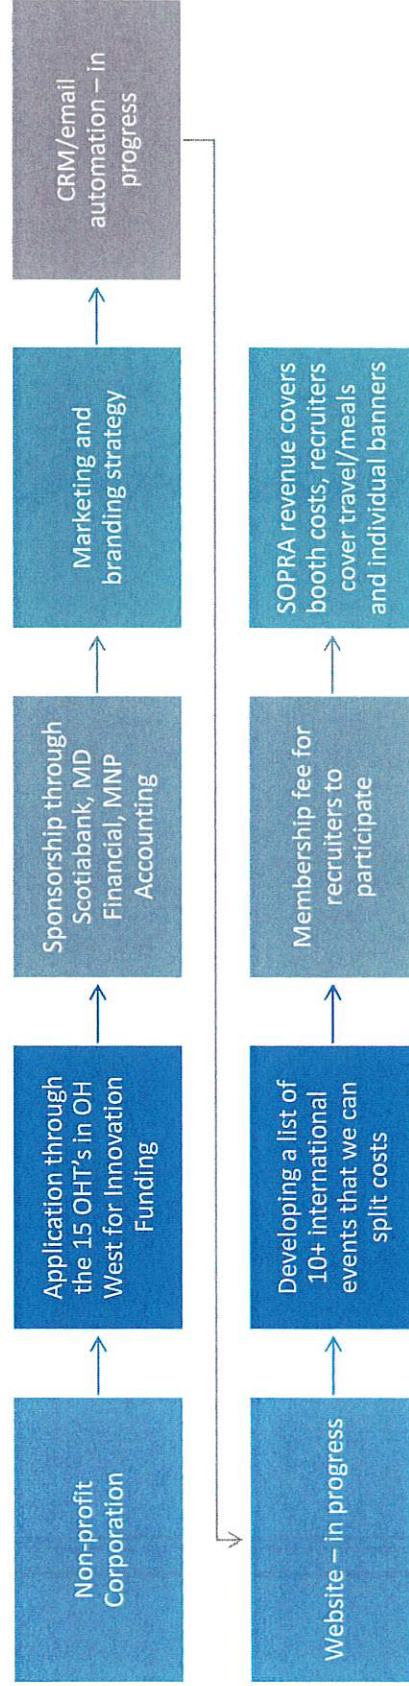 Non-profit
Corporation
Application through
the 15 OHT's in OH
West for Innovation
Funding
Sponsorship through
Scotiabank, MD
Financial, MNP
Accounting
Marketing and
branding strategy
CRM/email
automation – in
progress
Website – in progress
Developing a list of
10+ international
events that we can
split costs
Membership fee for
recruiters to
participate
SOPRA revenue covers
booth costs, recruiters
cover travel/meals
and individual banners